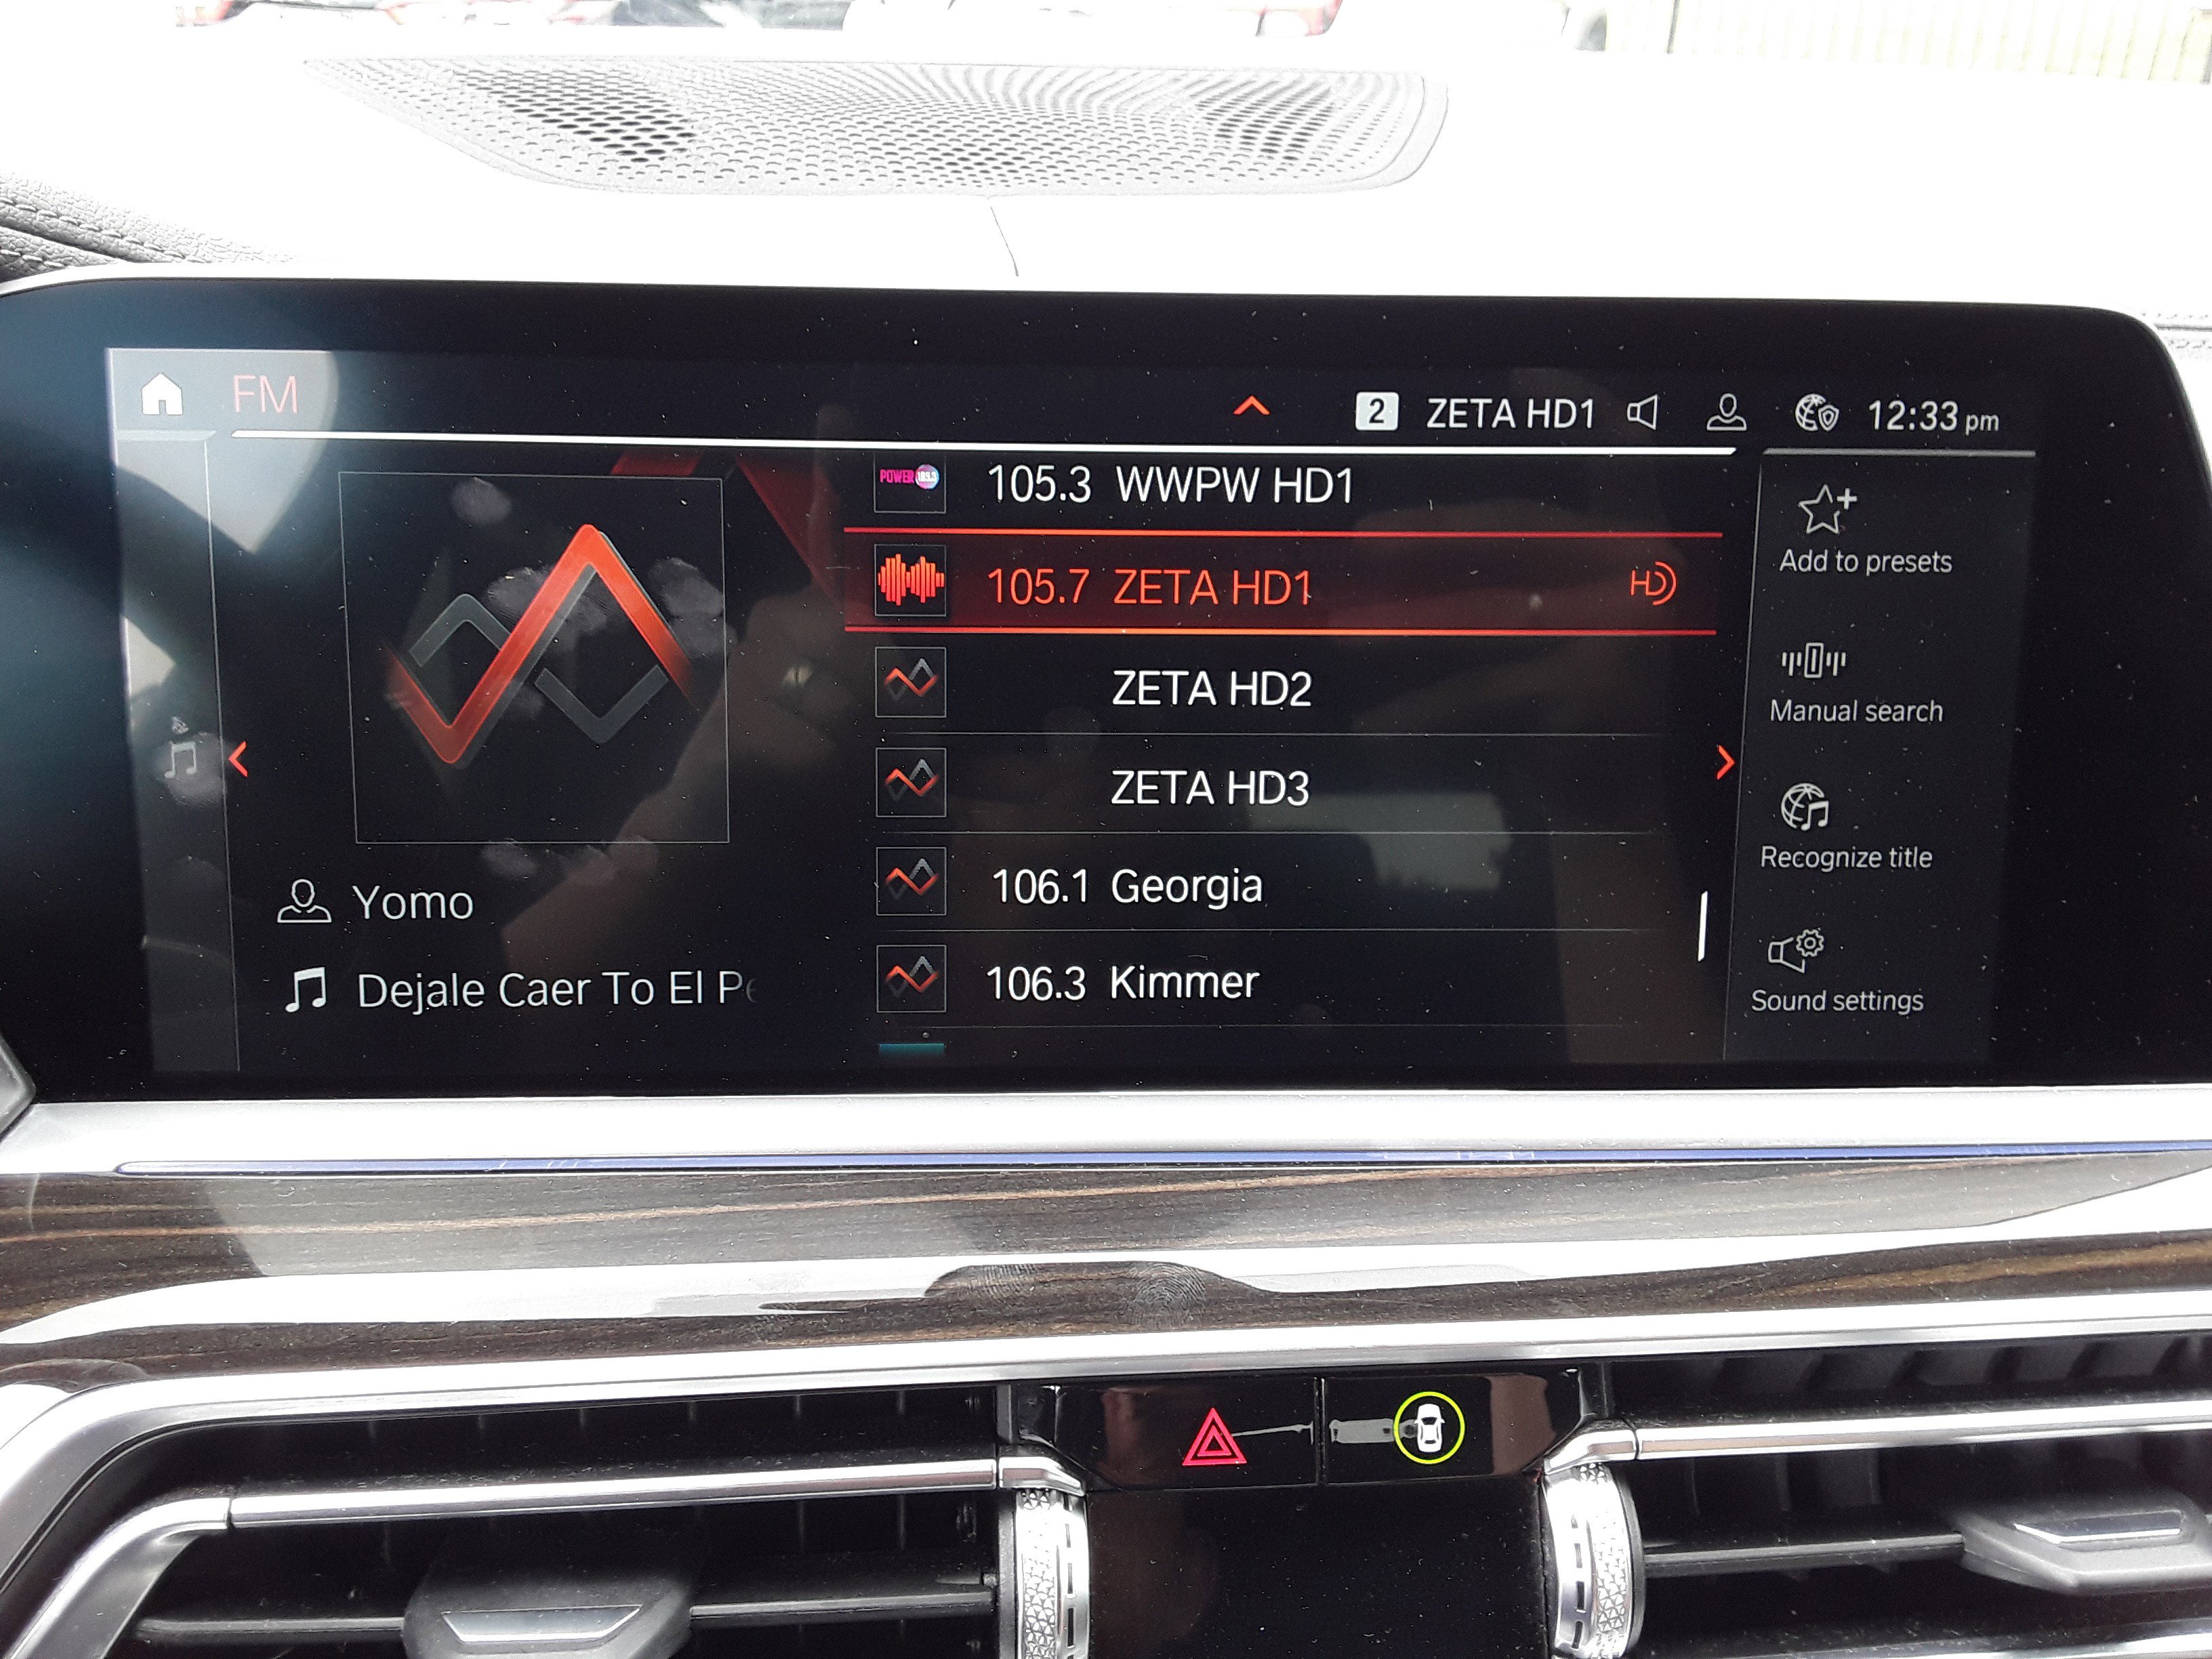 FM
2 ZETA HD1 12:33 pm
POWER 105.3 WWPW HD1
105.7 ZETA HD1 HD
ZETA HD2
ZETA HD3
106.1 Georgia
106.3 Kimmer
Yomo
Dejale Caer To El P
Add to presets
Manual search
Recognize title
Sound settings